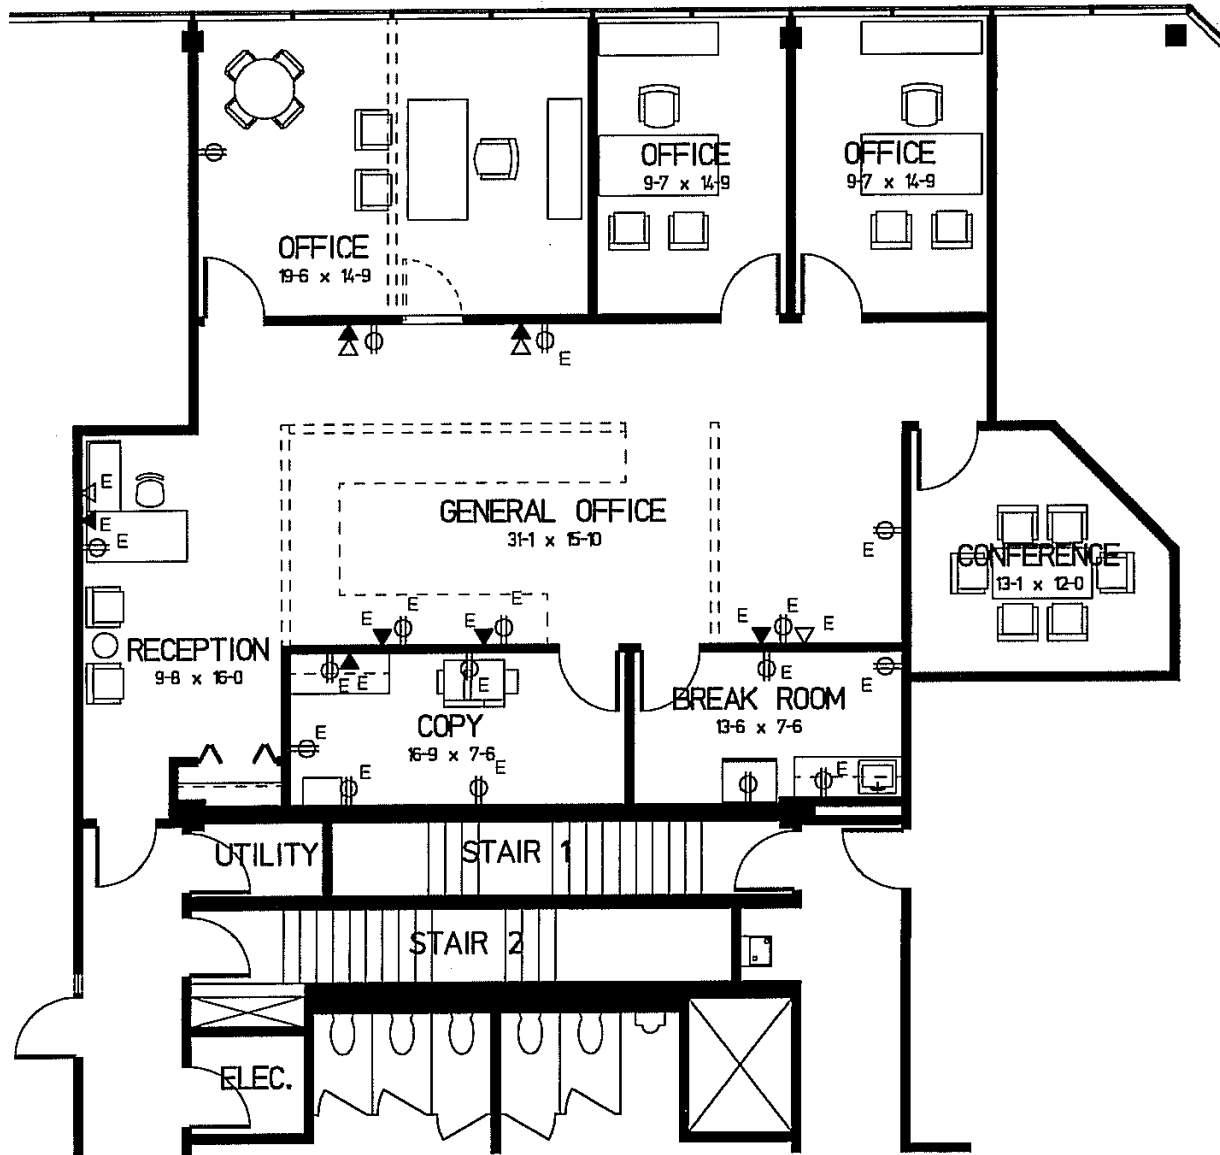 OFFICE
9-7 x 14-9
OFFICE
9-7 x 14-9
OFFICE
19-6 x 14-9
E
E
E
E
GENERAL OFFICE
31-1 x 15-10
E
CONFERENCE
13-1 x 12-0
E
E
E
E
E
E
E
RECEPTION
9-8 x 16-0
E
E
E
E
BREAK ROOM
13-6 x 7-6
COPY
16-9 x 7-6
E
E
E
E
UTILITY
STAIR 1
STAIR 2
ELEC.